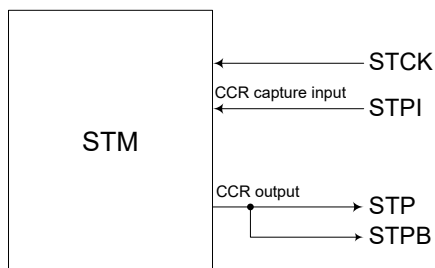 STCK
CCR capture input
STPI
STM
CCR output
STP
STPB